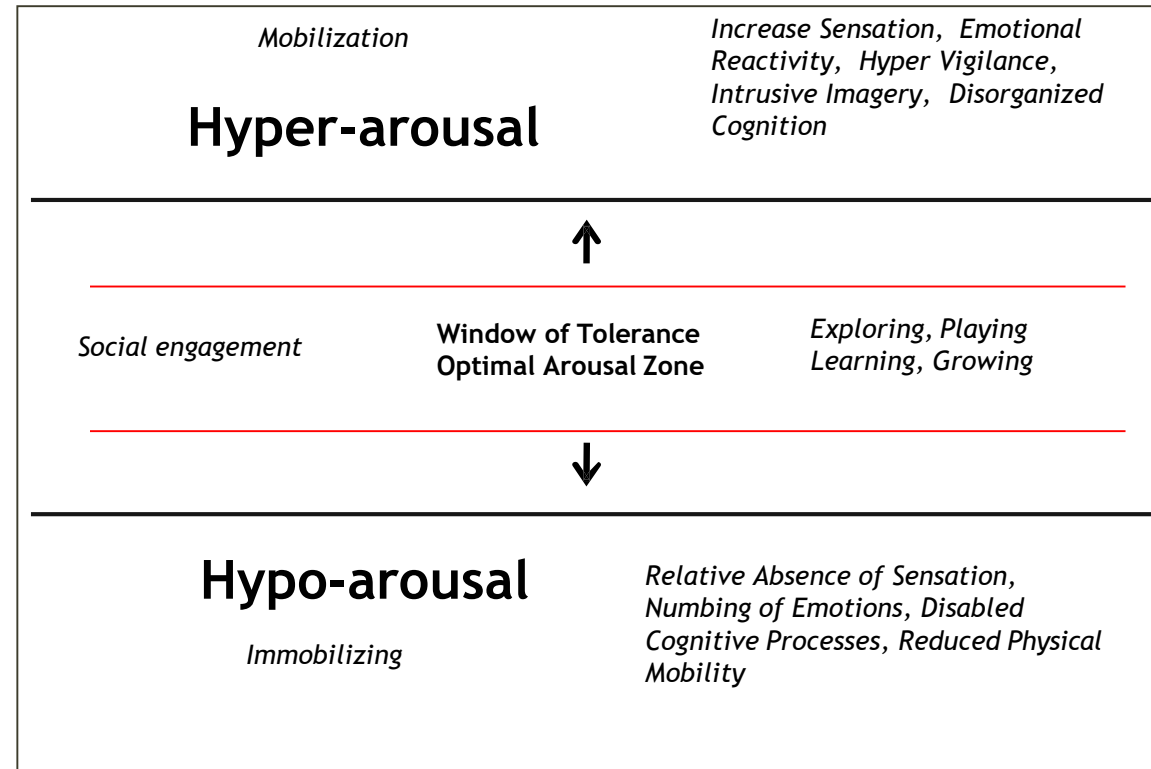 Mobilization
Hyper-arousal
Increase Sensation, Emotional
Reactivity, Hyper Vigilance,
Intrusive Imagery, Disorganized
Cognition
Social engagement
Window of Tolerance
Optimal Arousal Zone
Exploring, Playing
Learning, Growing
Hypo-arousal
Immobilizing
Relative Absence of Sensation,
Numbing of Emotions, Disabled
Cognitive Processes, Reduced Physical
Mobility